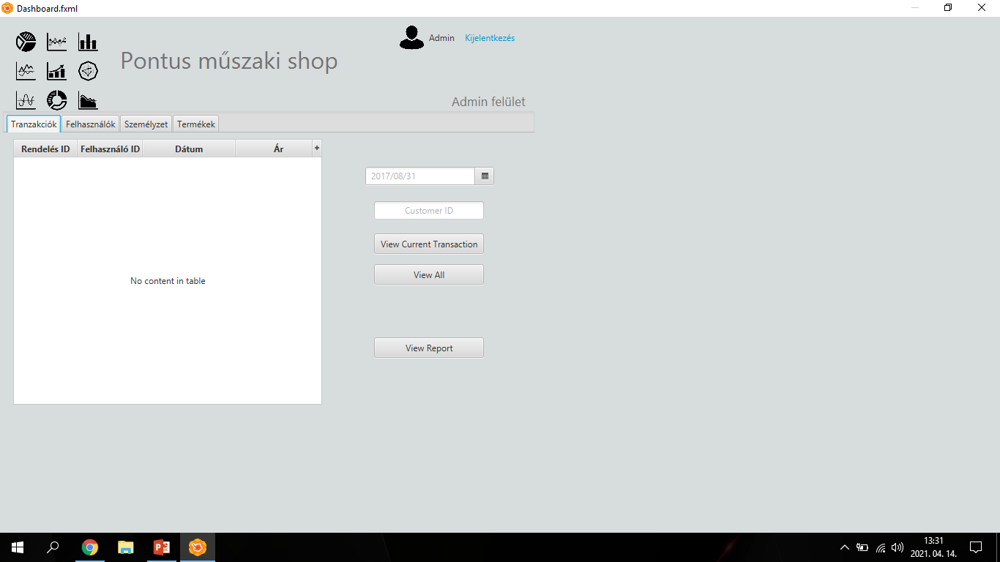 Dashboard.fxml
Admin Kijelentkezés
Pontus műszaki shop
Admin felület
Tranzakciók Felhasználók Személyzet Termékek
Rendelés ID Felhasználó ID Dátum Ár +
2017/08/31
Customer ID
View Current Transaction
View All
No content in table
View Report
13:31
2021. 04. 14.